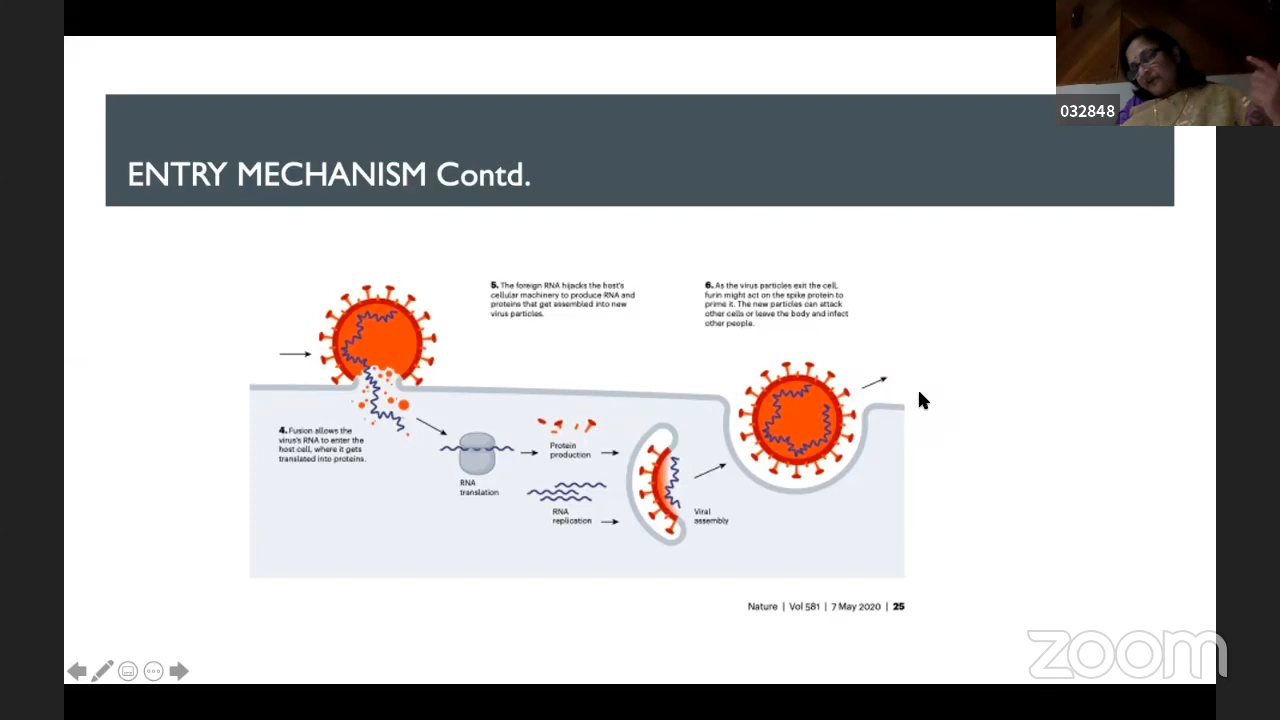 032848
ENTRY MECHANISM Contd.
5. The foreign RNA hijacks the host's
cellular machinery to produce RNA and
proteins that get assembled into new
virus particles.
6. As the virus particles exit the cell,
furin might act on the spike protein to
prime it. The new particles can attack
other cells or leave the body and infect
other people.
4. Fusion allows the
virus's RNA to enter the
host cell, where it gets
translated into proteins.
RNA
translation
Protein
production
RNA
replication
Viral
assembly
Nature | Vol 581 | 7 May 2020 | 25
zoom